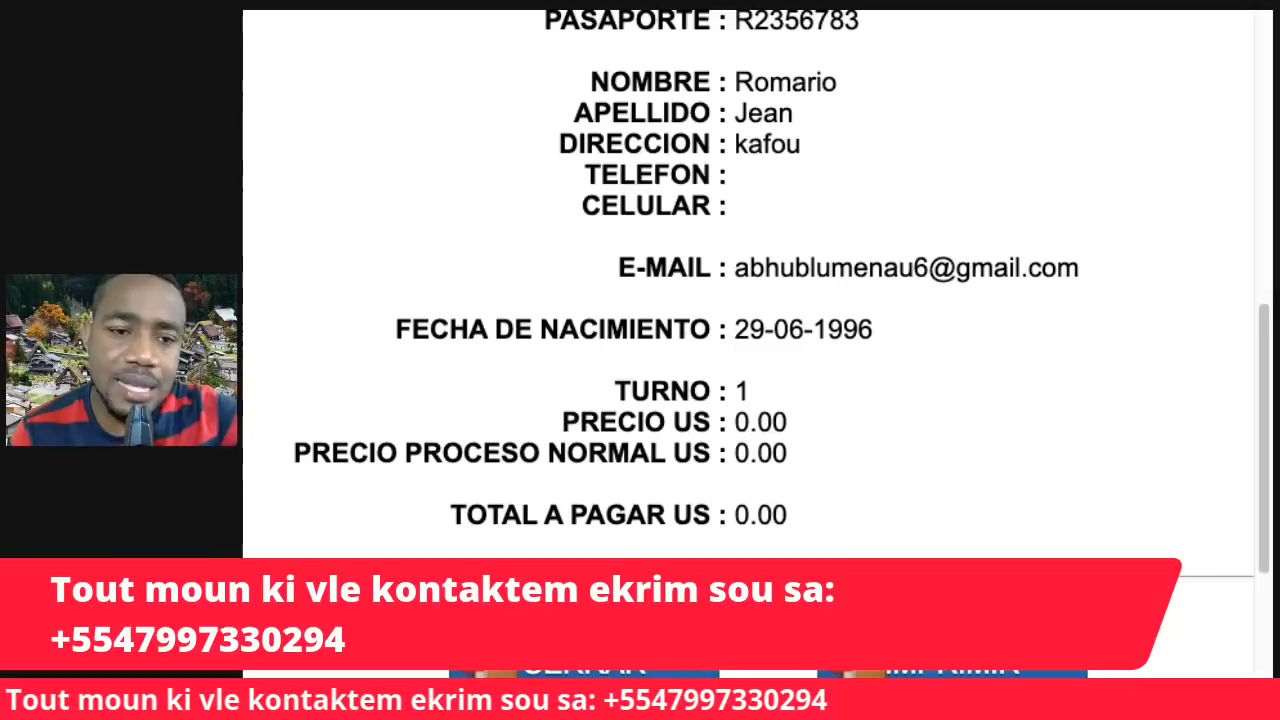 PASAPORTE : R2356783
NOMBRE : Romario
APELLIDO : Jean
DIRECCION : kafou
TELEFON :
CELULAR :
E-MAIL : abhublumenau6@gmail.com
FECHA DE NACIMIENTO : 29-06-1996
TURNO : 1
PRECIO US : 0.00
PRECIO PROCESO NORMAL US : 0.00
TOTAL A PAGAR US : 0.00
Tout moun ki vle kontaktem ekrim sou sa:
+5547997330294
CERRAR IMPRIMIR
Tout moun ki vle kontaktem ekrim sou sa: +5547997330294